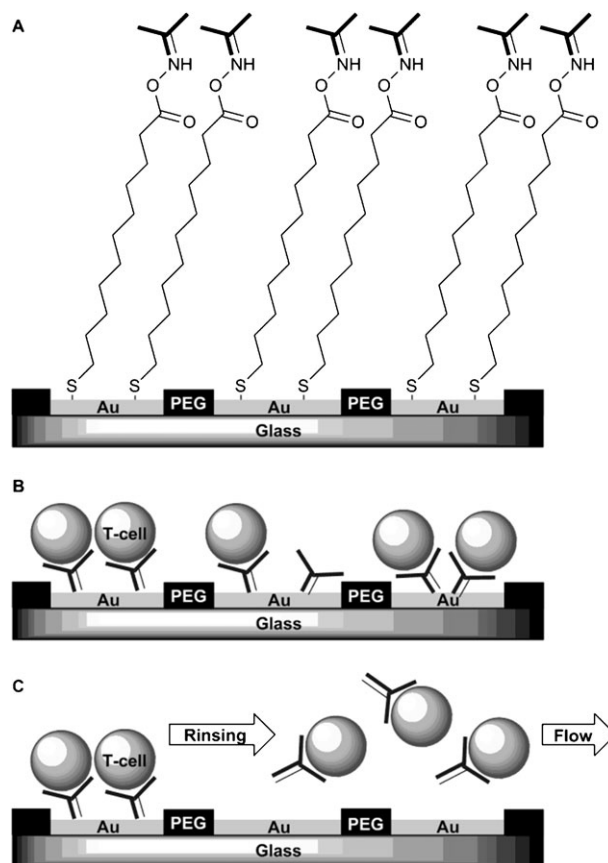 A
NH NH NH NH NH NH
O O O O O O
O O O O O O
S S S S S S
Au PEG Au PEG Au
Glass
B
T-cell
Au PEG Au PEG Au
Glass
C
T-cell Rinsing Flow
Au PEG Au PEG Au
Glass